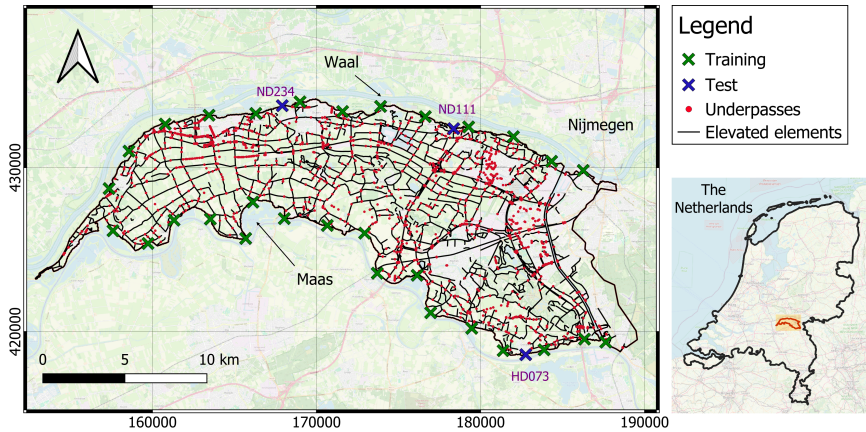 Waal
ND234
ND111
Nijmegen
Maas
HD073
0
5
10 km
430000
420000
160000
170000
180000
190000
Legend
Training
Test
Underpasses
Elevated elements
The
Netherlands